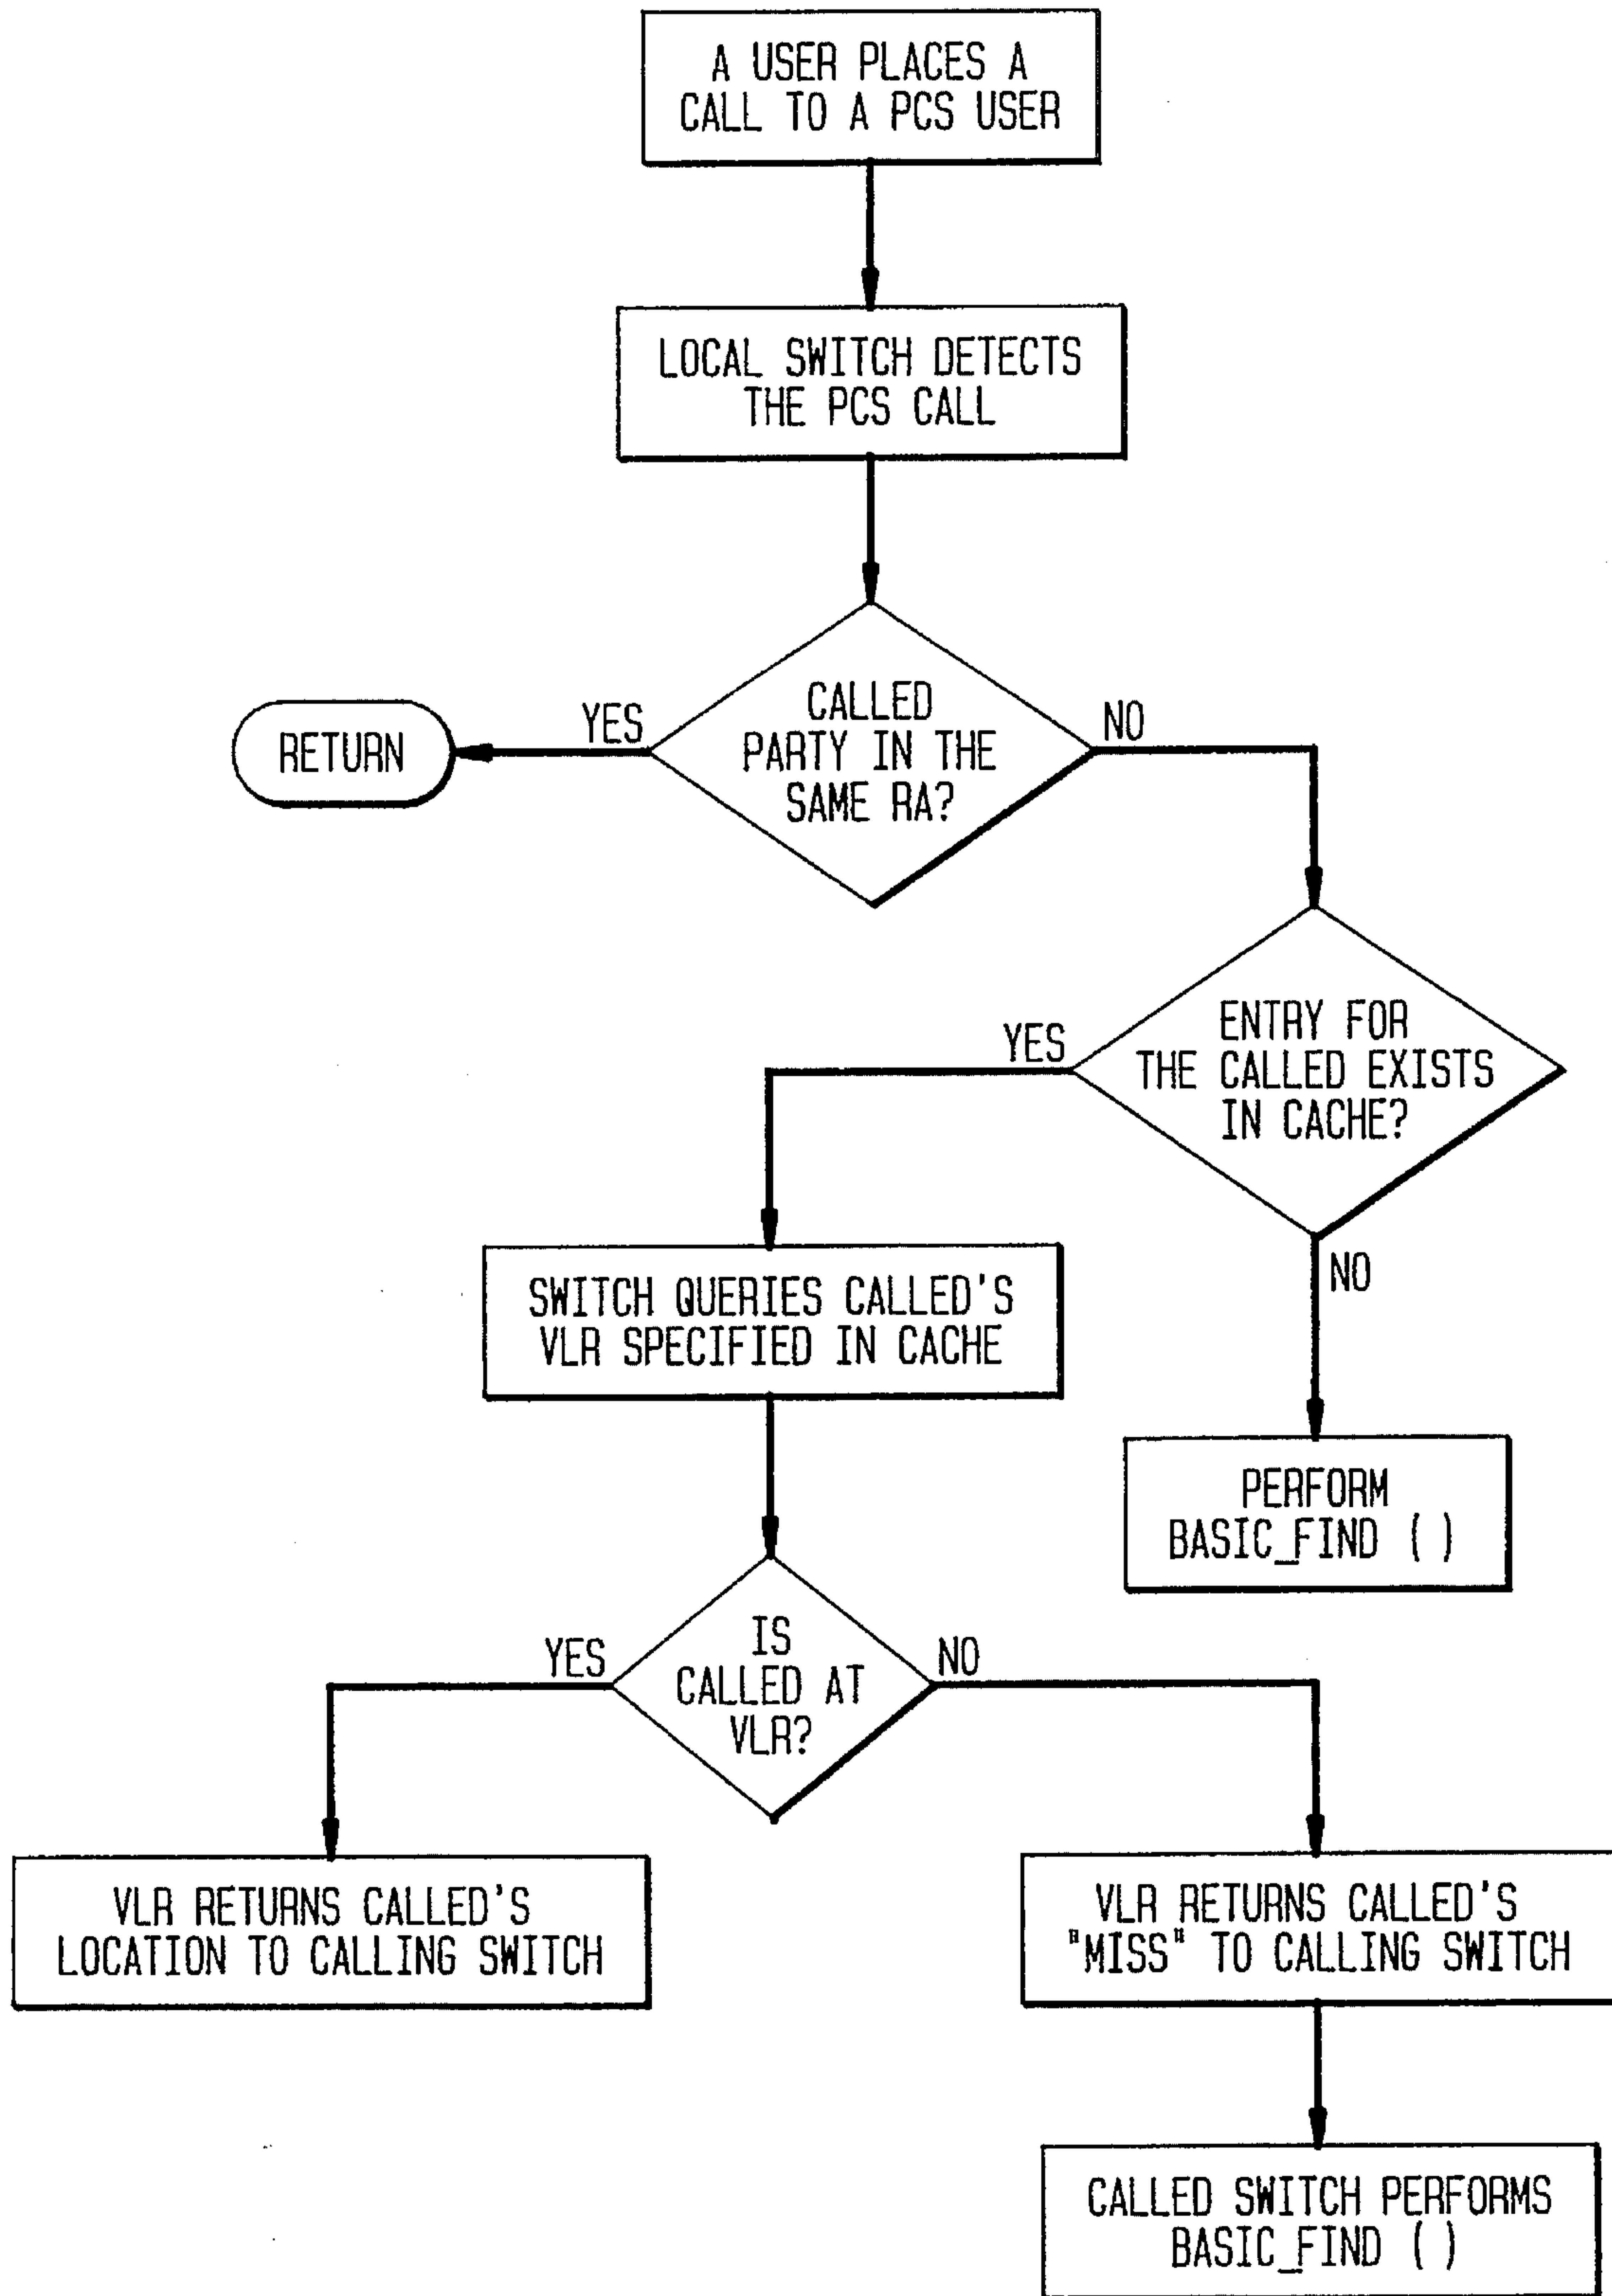 A USER PLACES A
CALL TO A PCS USER
LOCAL SWITCH DETECTS
THE PCS CALL
CALLED
PARTY IN THE
SAME RA?
YES
NO
RETURN
ENTRY FOR
THE CALLED EXISTS
IN CACHE?
YES
NO
SWITCH QUERIES CALLED'S
VLR SPECIFIED IN CACHE
PERFORM
BASIC_FIND ( )
IS
CALLED AT
VLR?
YES
NO
VLR RETURNS CALLED'S
LOCATION TO CALLING SWITCH
VLR RETURNS CALLED'S
"MISS" TO CALLING SWITCH
CALLED SWITCH PERFORMS
BASIC_FIND ( )